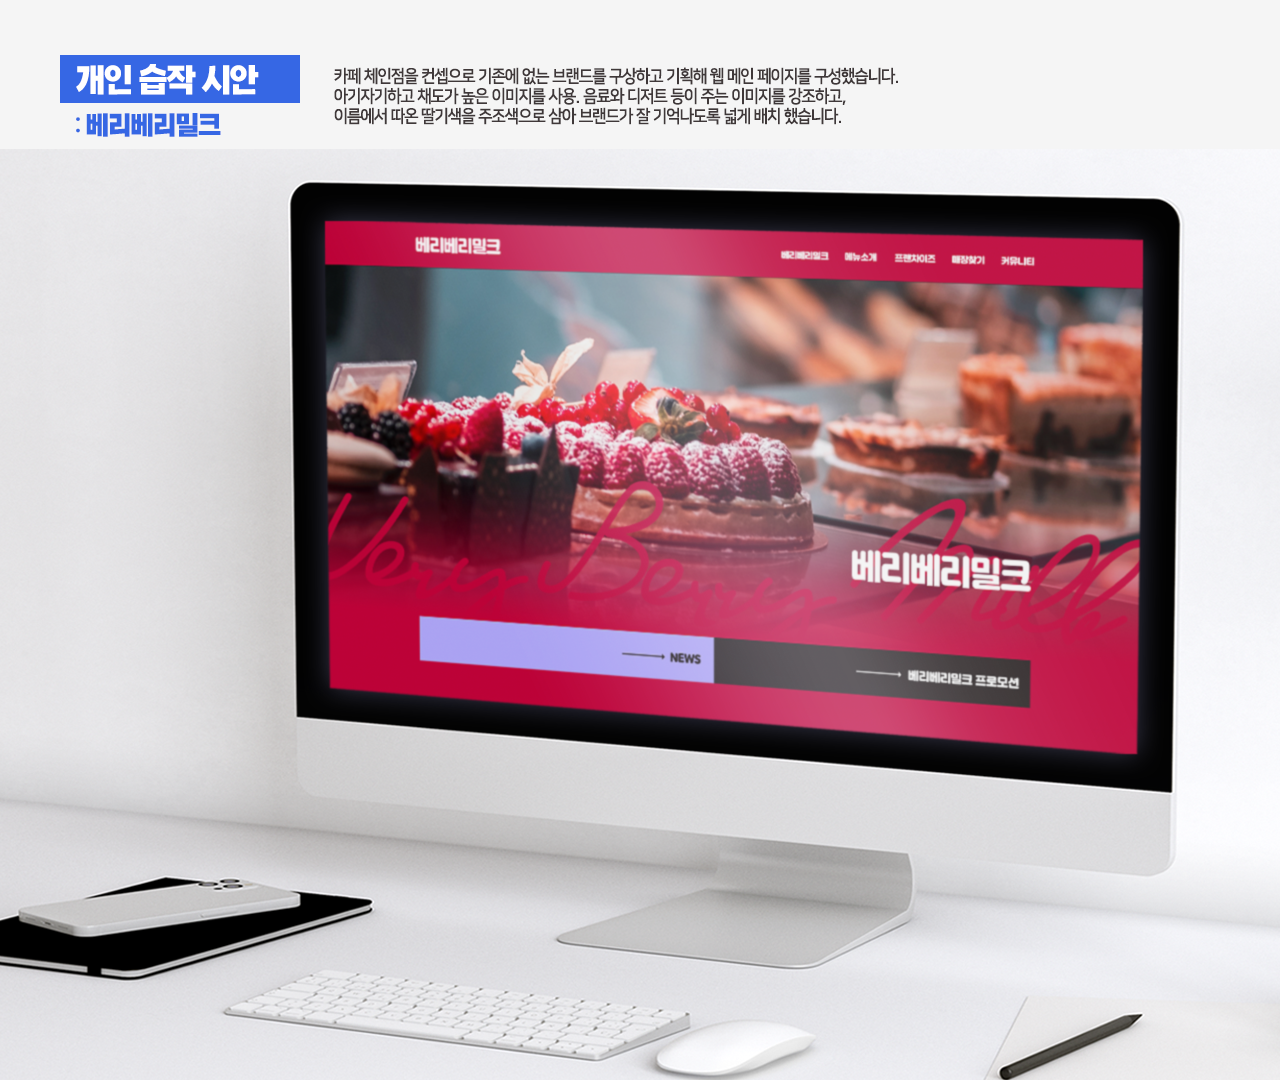 개인 습작 시안
: 베리베리밀크
카페 체인점을 컨셉으로 기존에 없는 브랜드를 구상하고 기획해 웹 메인 페이지를 구성했습니다.
아기자기하고 채도가 높은 이미지를 사용. 음료와 디저트 등이 주는 이미지를 강조하고,
이름에서 따온 딸기색을 주조색으로 삼아 브랜드가 잘 기억나도록 넓게 배치 했습니다.
베리베리밀크
베리베리밀크 메뉴소개 프랜차이즈 매장찾기 커뮤니티
Very Berry Milk
베리베리밀크
NEWS
베리베리밀크 프로모션